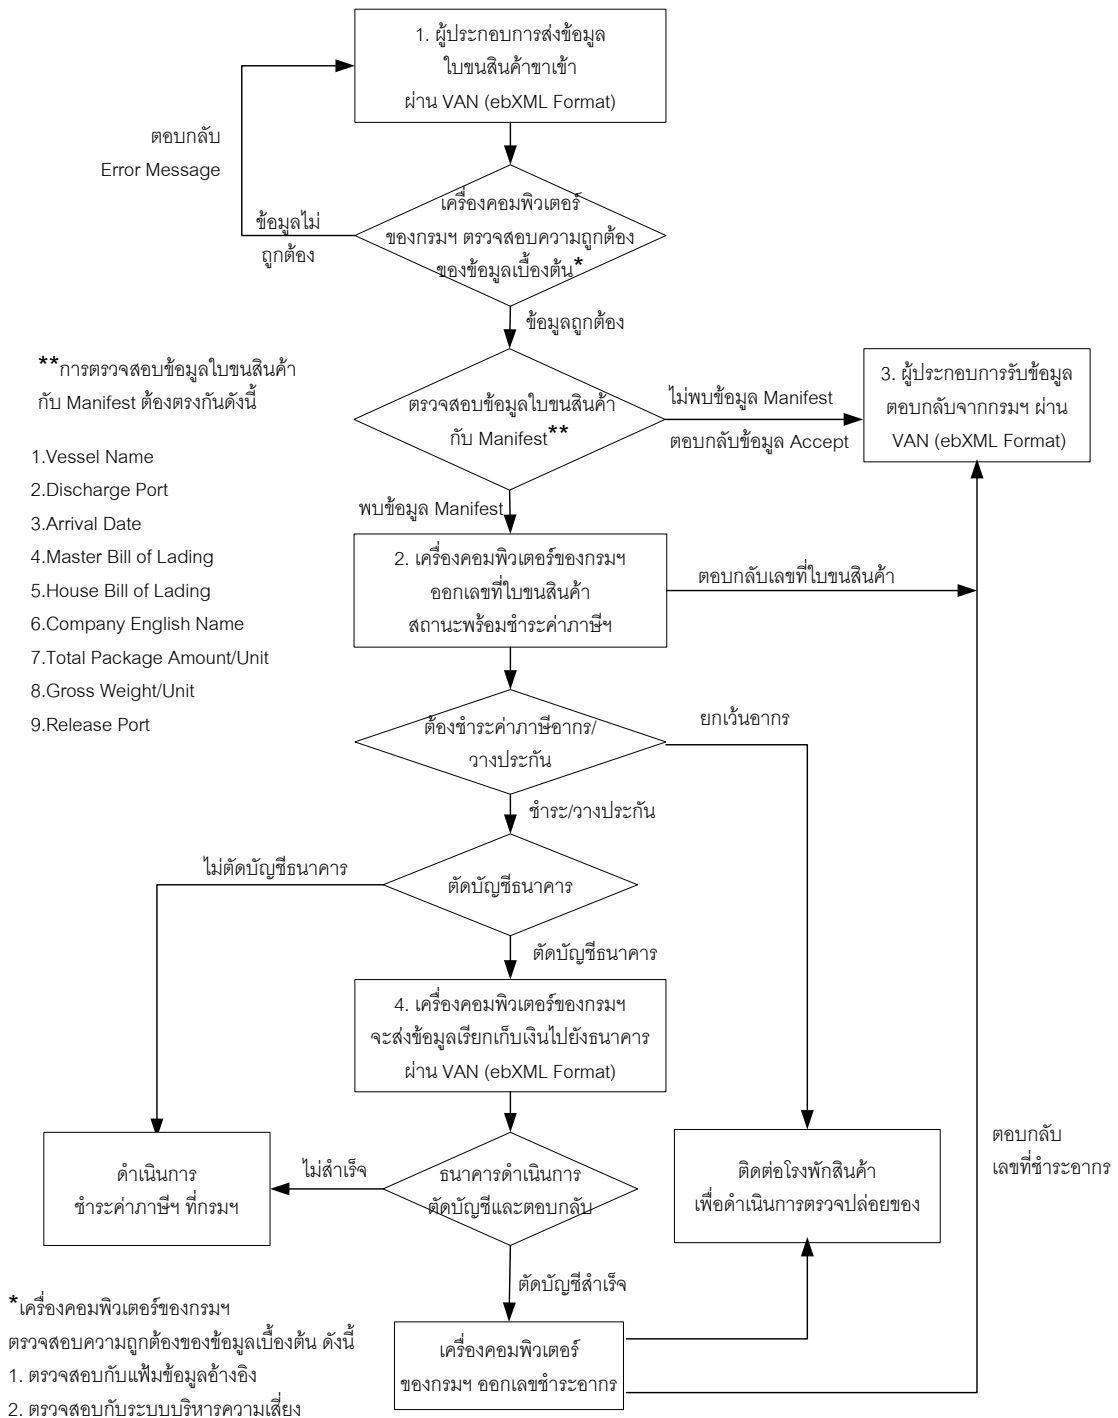 1. ผู้ประกอบการส่งข้อมูล
ใบขนสินค้าขาเข้า
ผ่าน VAN (ebXML Format)
ตอบกลับ
Error Message
ข้อมูลไม่
ถูกต้อง
เครื่องคอมพิวเตอร์
ของกรมฯ ตรวจสอบความถูกต้อง
ของข้อมูลเบื้องต้น*
ข้อมูลถูกต้อง
**การตรวจสอบข้อมูลใบขนสินค้า
กับ Manifest ต้องตรงกันดังนี้
1.Vessel Name
2.Discharge Port
3.Arrival Date
4.Master Bill of Lading
5.House Bill of Lading
6.Company English Name
7.Total Package Amount/Unit
8.Gross Weight/Unit
9.Release Port
ตรวจสอบข้อมูลใบขนสินค้า
กับ Manifest**
ไม่พบข้อมูล Manifest
ตอบกลับข้อมูล Accept
3. ผู้ประกอบการรับข้อมูล
ตอบกลับจากกรมฯ ผ่าน
VAN (ebXML Format)
พบข้อมูล Manifest
2. เครื่องคอมพิวเตอร์ของกรมฯ
ออกเลขที่ใบขนสินค้า
สถานะพร้อมชำระค่าภาษีฯ
ตอบกลับเลขที่ใบขนสินค้า
ต้องชำระค่าภาษีอากร/
วางประกัน
ยกเว้นอากร
ชำระ/วางประกัน
ไม่ตัดบัญชีธนาคาร
ตัดบัญชีธนาคาร
ตัดบัญชีธนาคาร
4. เครื่องคอมพิวเตอร์ของกรมฯ
จะส่งข้อมูลเรียกเก็บเงินไปยังธนาคาร
ผ่าน VAN (ebXML Format)
ดำเนินการ
ชำระค่าภาษีฯ ที่กรมฯ
ไม่สำเร็จ
ธนาคารดำเนินการ
ตัดบัญชีและตอบกลับ
ติดต่อโรงพักสินค้า
เพื่อดำเนินการตรวจปล่อยของ
ตอบกลับ
เลขที่ชำระอากร
ตัดบัญชีสำเร็จ
เครื่องคอมพิวเตอร์
ของกรมฯ ออกเลขชำระอากร
*เครื่องคอมพิวเตอร์ของกรมฯ
ตรวจสอบความถูกต้องของข้อมูลเบื้องต้น ดังนี้
1. ตรวจสอบกับแฟ้มข้อมูลอ้างอิง
2. ตรวจสอบกับระบบบริหารความเสี่ยง